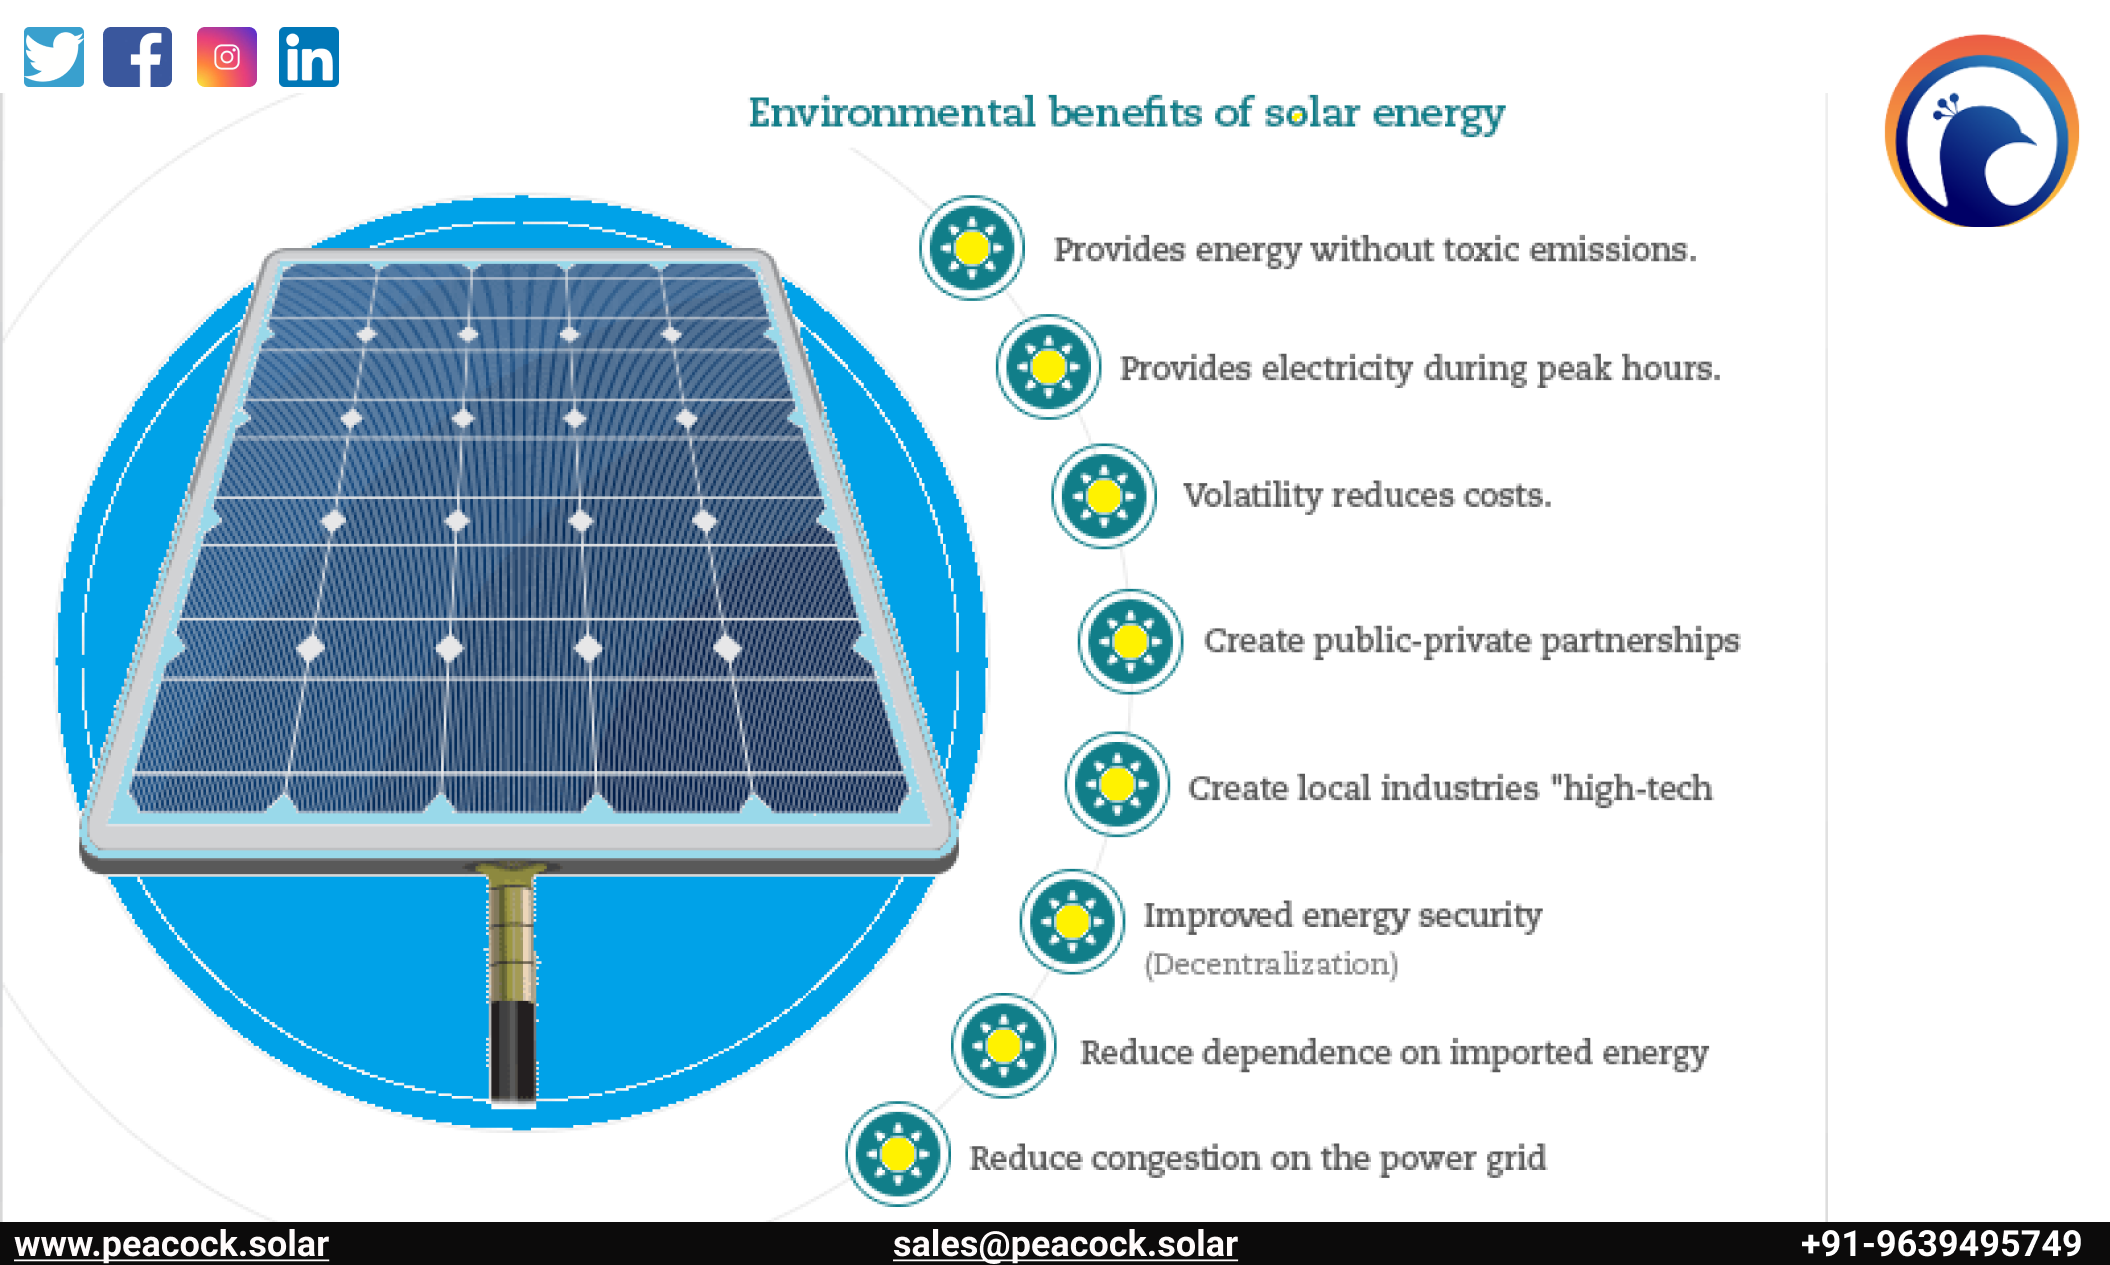 Environmental benefits of solar energy
Provides energy without toxic emissions.
Provides electricity during peak hours.
Volatility reduces costs.
Create public-private partnerships
Create local industries "high-tech
Improved energy security
(Decentralization)
Reduce dependence on imported energy
Reduce congestion on the power grid
www.peacock.solar
sales@peacock.solar
+91-9639495749